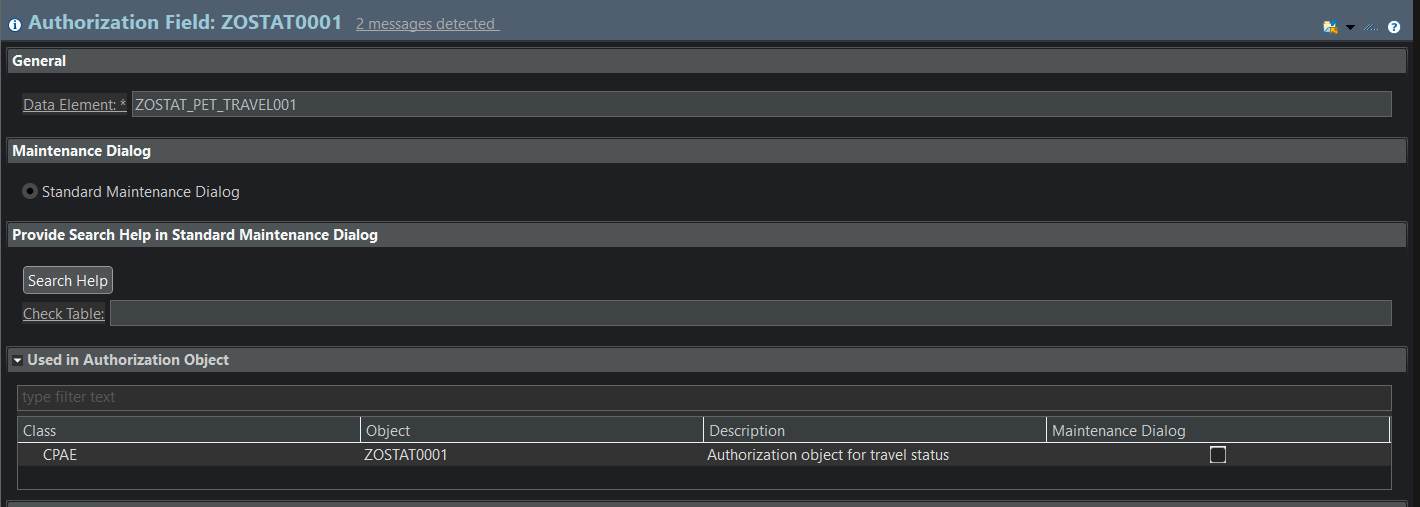 Authorization Field: ZOSTAT0001 2 messages detected
General
Data Element: * ZOSTAT_PET_TRAVEL001
Maintenance Dialog
Standard Maintenance Dialog
Provide Search Help in Standard Maintenance Dialog
Search Help
Check Table:
Used in Authorization Object
type filter text
Class Object Description Maintenance Dialog
CPAE ZOSTAT0001 Authorization object for travel status